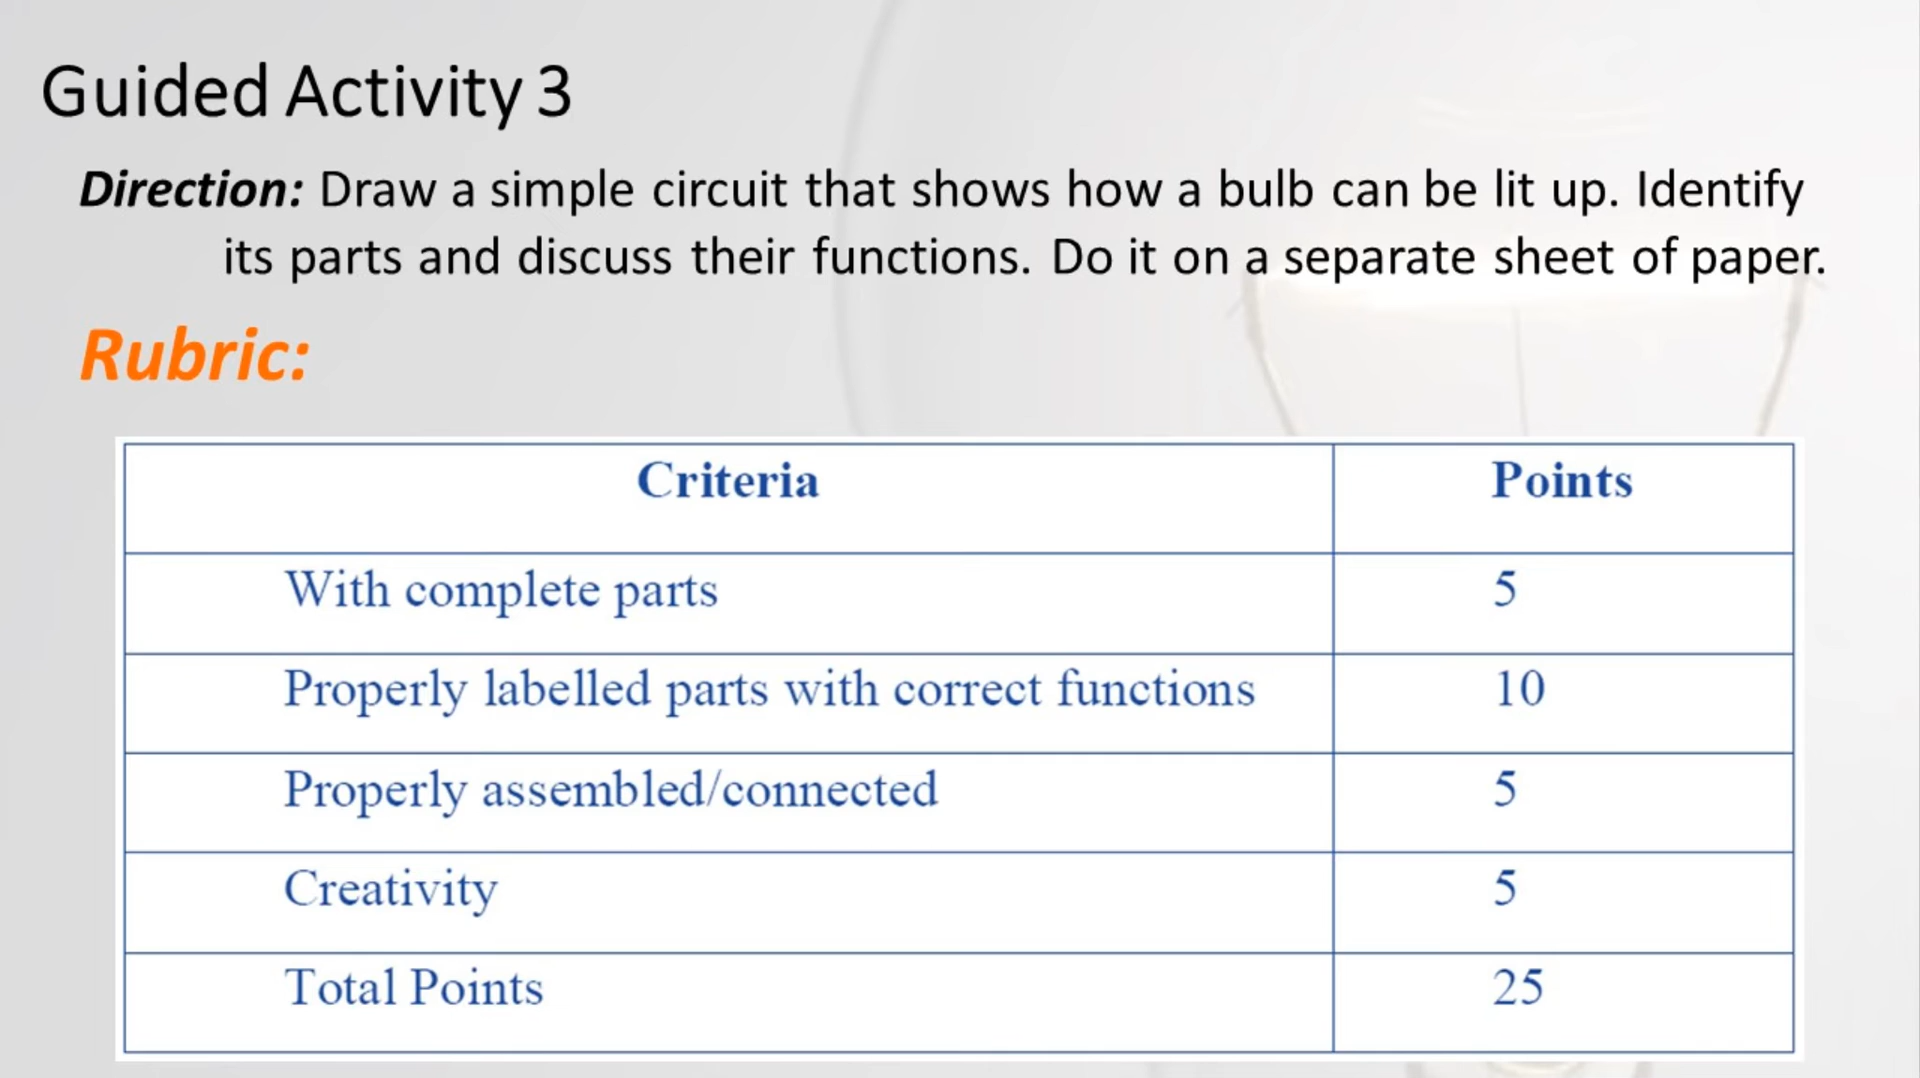 Guided Activity 3
Direction: Draw a simple circuit that shows how a bulb can be lit up. Identify
its parts and discuss their functions. Do it on a separate sheet of paper.
Rubric:
Criteria Points
With complete parts 5
Properly labelled parts with correct functions 10
Properly assembled/connected 5
Creativity 5
Total Points 25